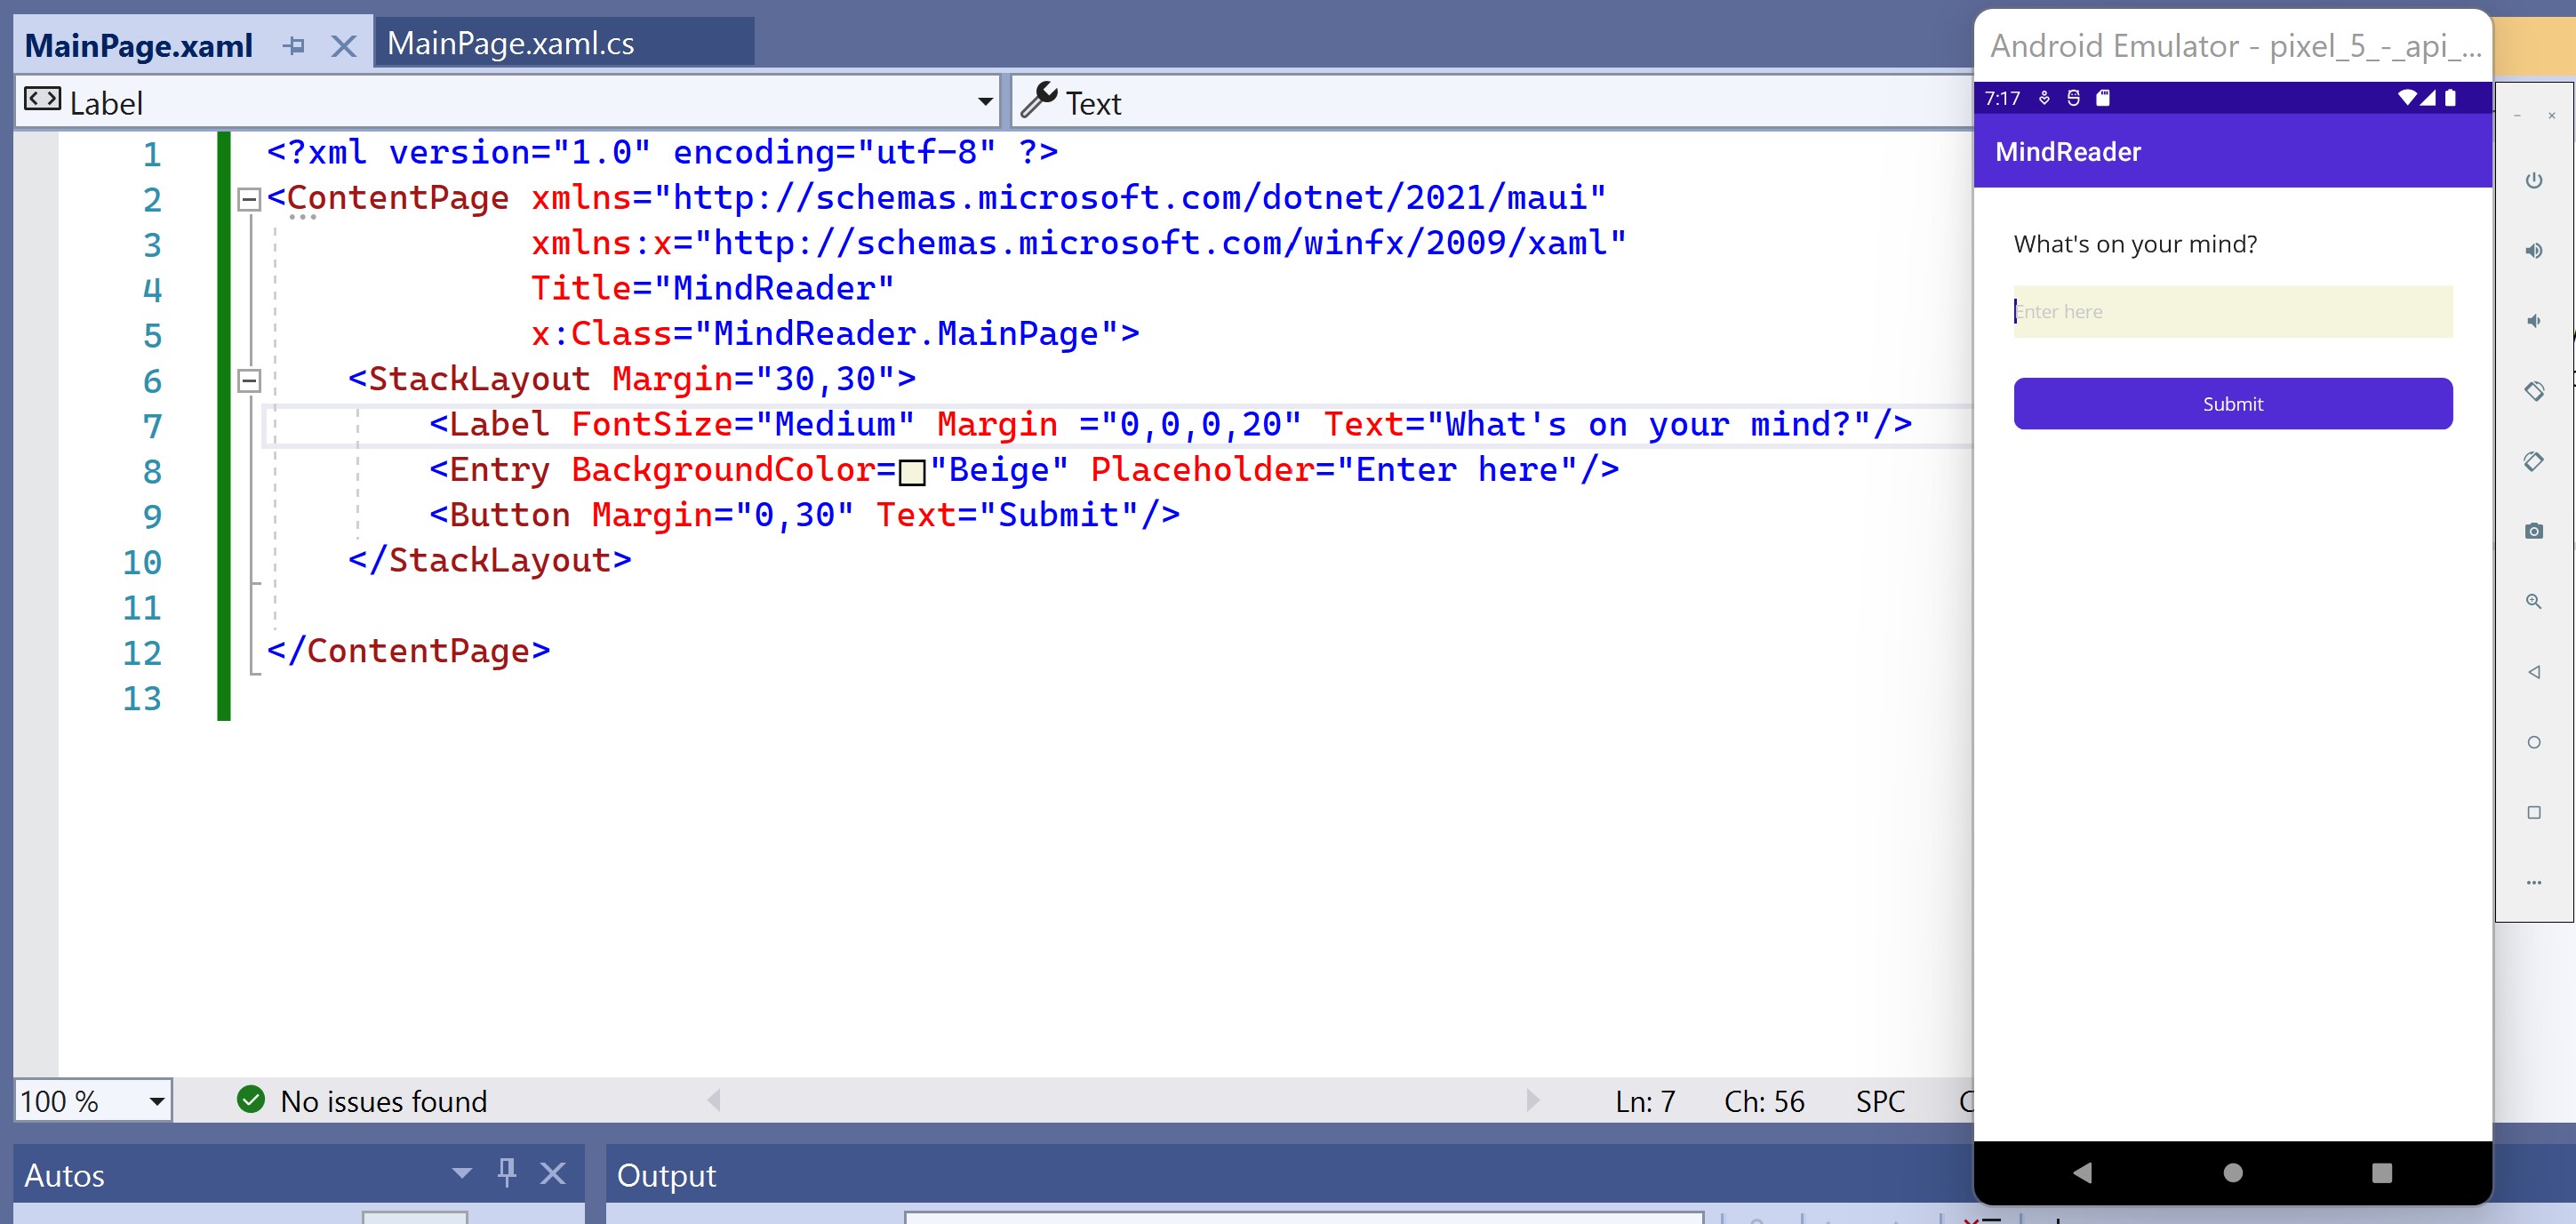 MainPage.xaml
MainPage.xaml.cs
Label
Text
1 <?xml version="1.0" encoding="utf-8" ?>
2 <ContentPage xmlns="http://schemas.microsoft.com/dotnet/2021/maui"
3 xmlns:x="http://schemas.microsoft.com/winfx/2009/xaml"
4 Title="MindReader"
5 x:Class="MindReader.MainPage">
6 <StackLayout Margin="30,30">
7 <Label FontSize="Medium" Margin ="0,0,0,20" Text="What's on your mind?"/>
8 <Entry BackgroundColor="Beige" Placeholder="Enter here"/>
9 <Button Margin="0,30" Text="Submit"/>
10 </StackLayout>
11
12 </ContentPage>
13
100 %
No issues found
Ln: 7 Ch: 56 SPC
Autos
Output
Android Emulator - pixel_5_-_api_...
7:17
MindReader
What's on your mind?
Enter here
Submit